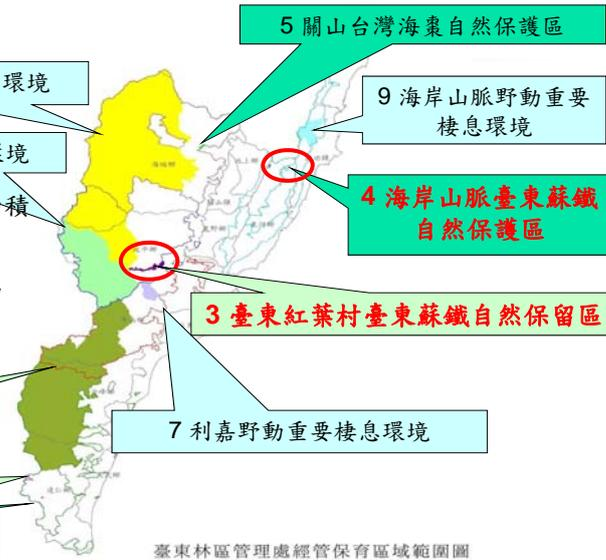 5 關山台灣海棗自然保護區
環境
9 海岸山脈野動重要
棲息環境
境
積
4 海岸山脈臺東蘇鐵
自然保護區
3 臺東紅葉村臺東蘇鐵自然保留區
7 利嘉野動重要棲息環境
臺東林區管理處經管保育區域範圍圖